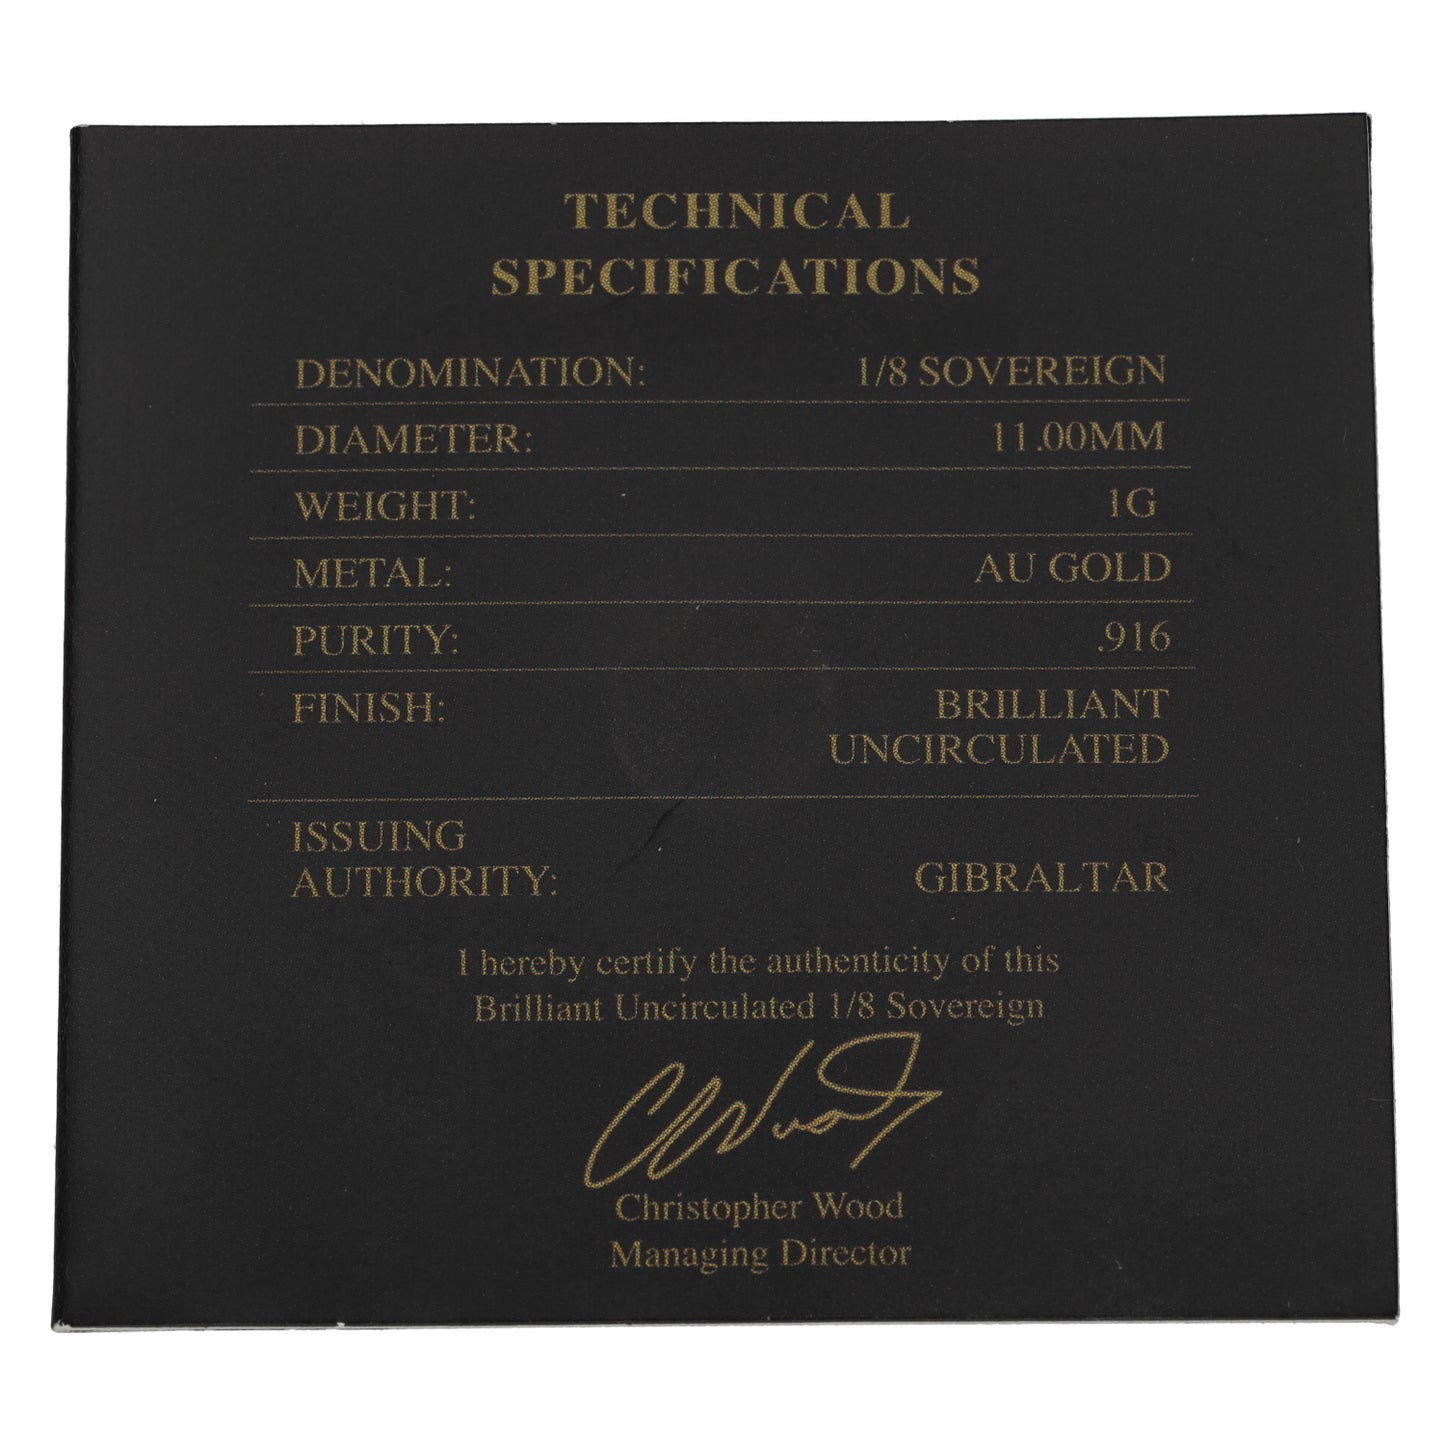 TECHNICAL
SPECIFICATIONS
DENOMINATION: 1/8 SOVEREIGN
DIAMETER: 11.00MM
WEIGHT: 1G
METAL: AU GOLD
PURITY: .916
FINISH: BRILLIANT
UNCIRCULATED
ISSUING
AUTHORITY: GIBRALTAR
I hereby certify the authenticity of this
Brilliant Uncirculated 1/8 Sovereign
CWood
Christopher Wood
Managing Director